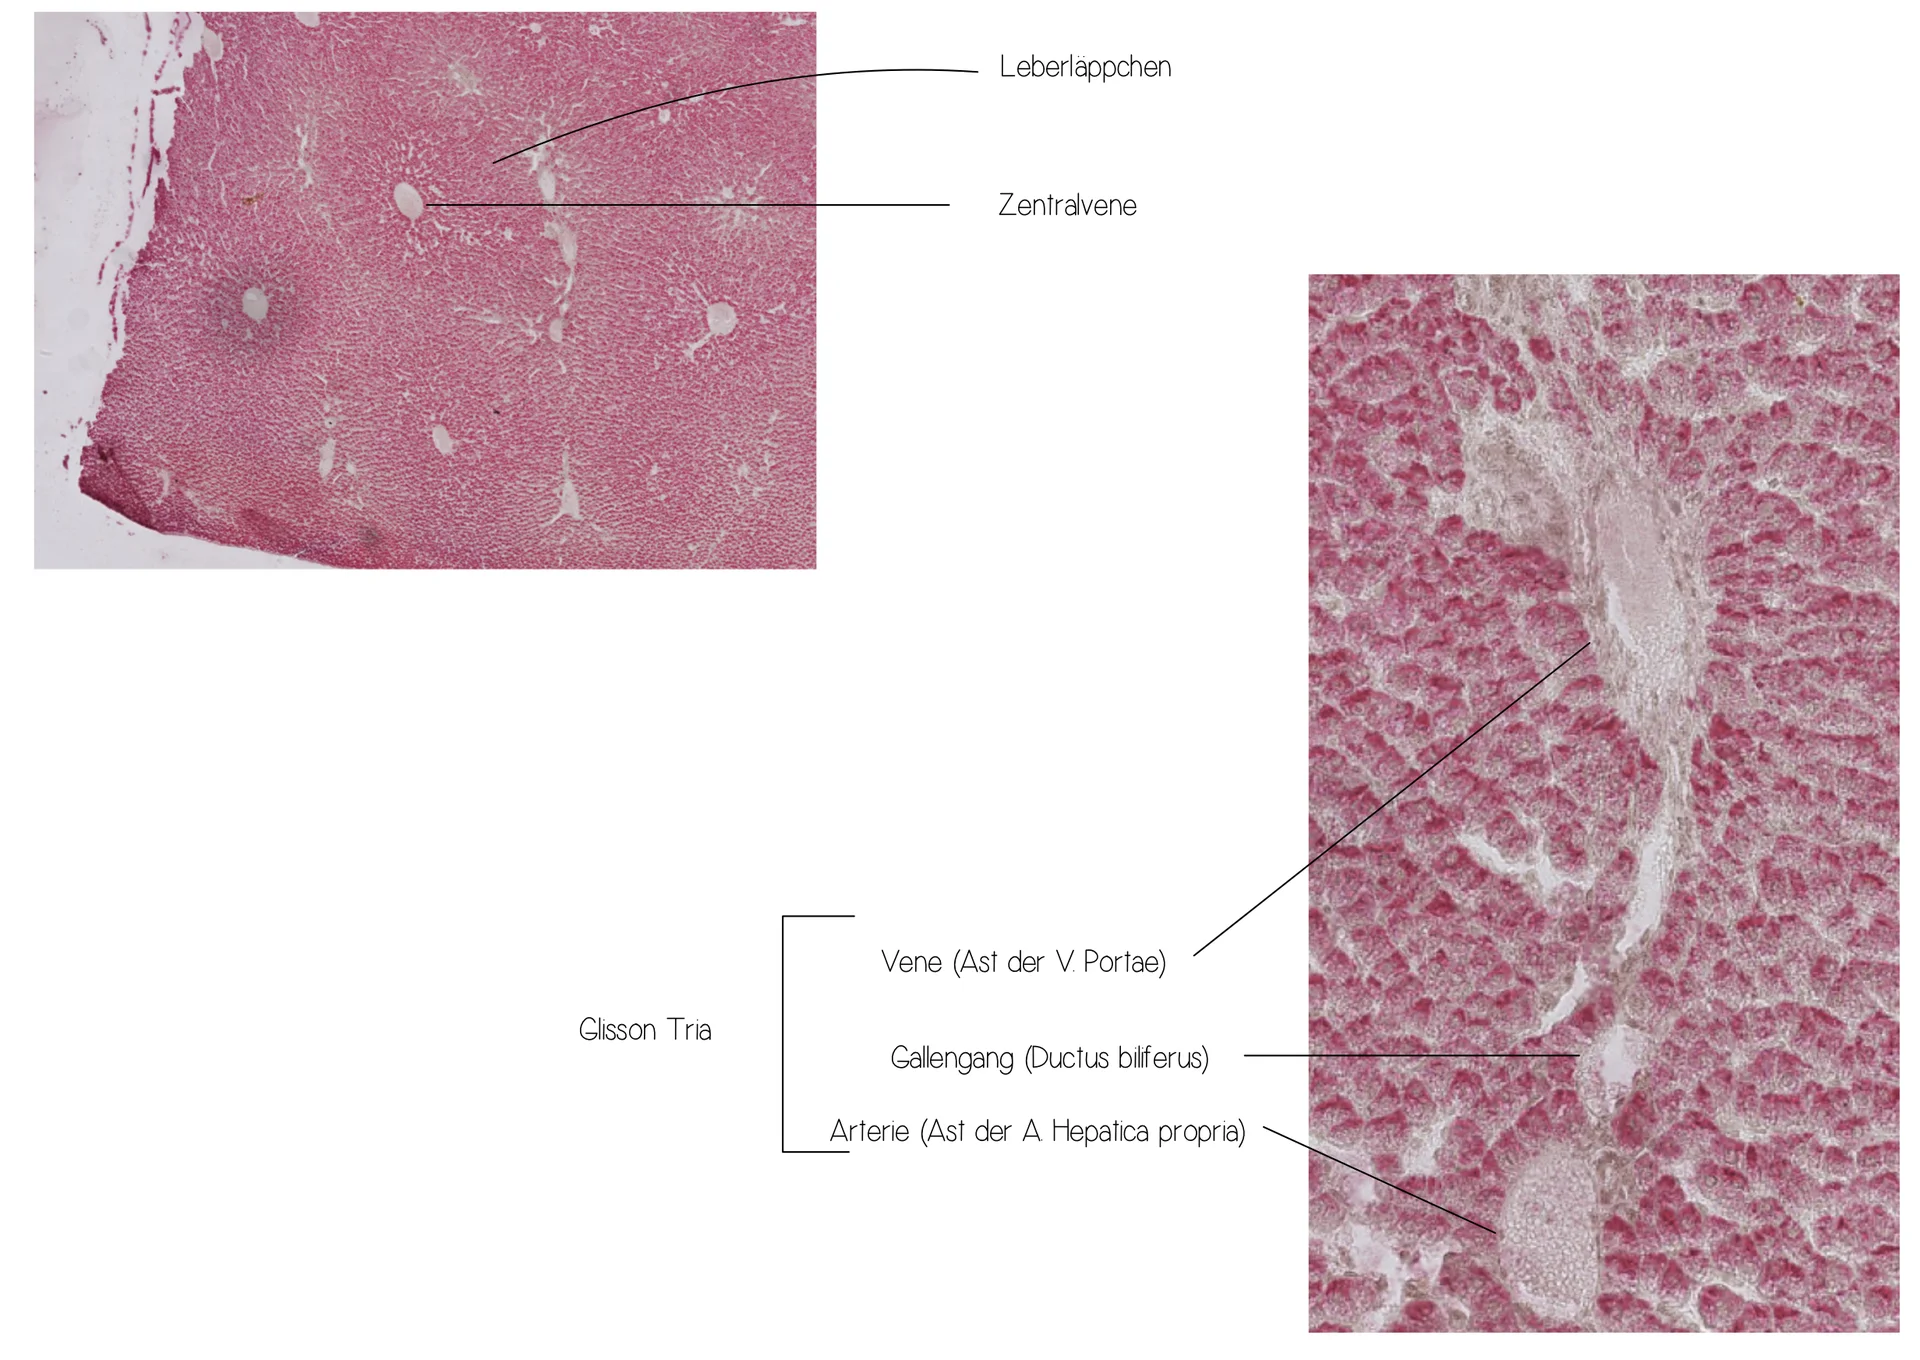 Leberläppchen
Zentralvene
Vene (Ast der V. Portae)
Glisson Tria
Gallengang (Ductus biliferus)
Arterie (Ast der A. Hepatica propria)